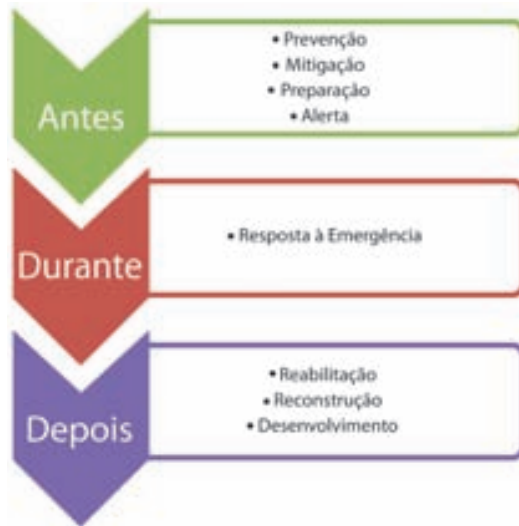 Antes
• Prevenção
• Mitigação
• Preparação
• Alerta
Durante
• Resposta à Emergência
Depois
• Reabilitação
• Reconstrução
• Desenvolvimento